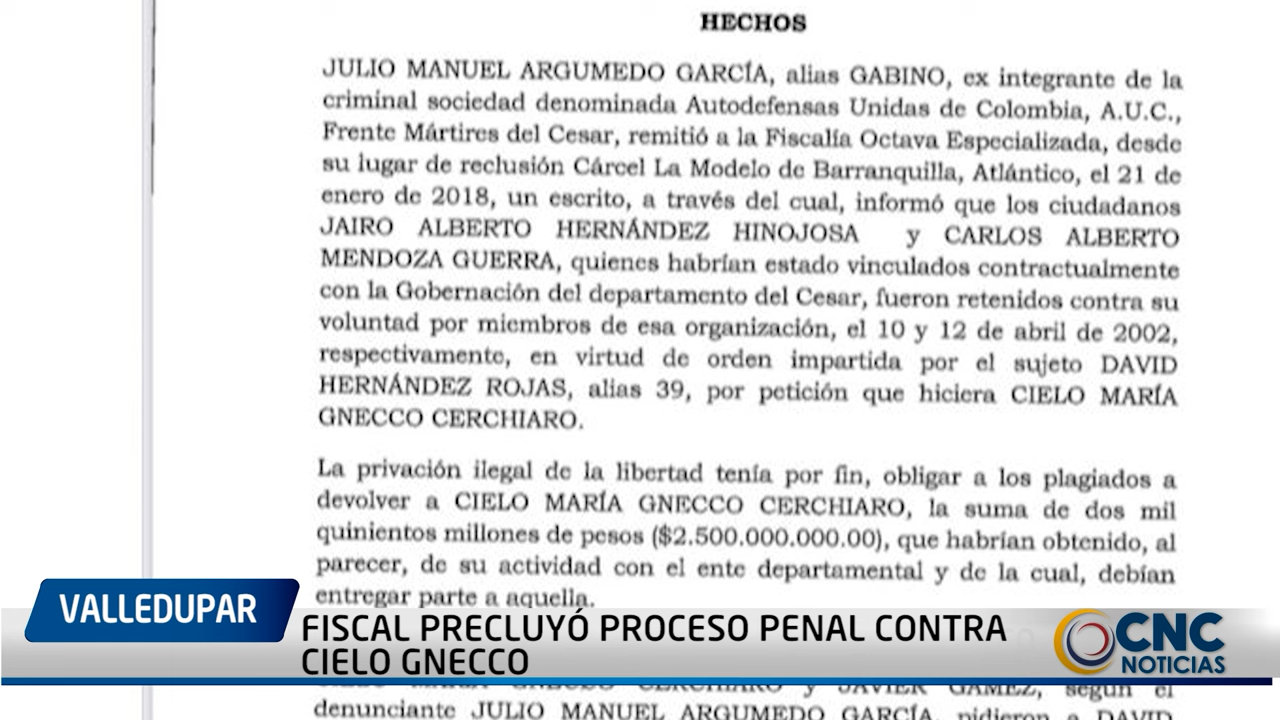 HECHOS
JULIO MANUEL ARGUMEDO GARCÍA, alias GABINO, ex integrante de la
criminal sociedad denominada Autodefensas Unidas de Colombia, A.U.C.,
Frente Mártires del Cesar, remitió a la Fiscalía Octava Especializada, desde
su lugar de reclusión Cárcel La Modelo de Barranquilla, Atlántico, el 21 de
enero de 2018, un escrito, a través del cual, informó que los ciudadanos
JAIRO ALBERTO HERNÁNDEZ HINOJOSA y CARLOS ALBERTO
MENDOZA GUERRA, quienes habrían estado vinculados contractualmente
con la Gobernación del departamento del Cesar, fueron retenidos contra su
voluntad por miembros de esa organización, el 10 y 12 de abril de 2002,
respectivamente, en virtud de orden impartida por el sujeto DAVID
HERNÁNDEZ ROJAS, alias 39, por petición que hiciera CIELO MARÍA
GNECCO CERCHIARO.
La privación ilegal de la libertad tenía por fin, obligar a los plagiados a
devolver a CIELO MARÍA GNECCO CERCHIARO, la suma de dos mil
quinientos millones de pesos ($2.500.000.000.00), que habrían obtenido, al
parecer, de su actividad con el ente departamental y de la cual, debían
entregar parte a aquella.
VALLEDUPAR
FISCAL PRECLUYÓ PROCESO PENAL CONTRA
CIELO GNECCO
CNC
NOTICIAS
MARÍA GNECCO CERCHIARO y JAVIER GÁMEZ, según el
denunciante JULIO MANUEL ARGUMEDO GARCÍA, pidieron a DAVID